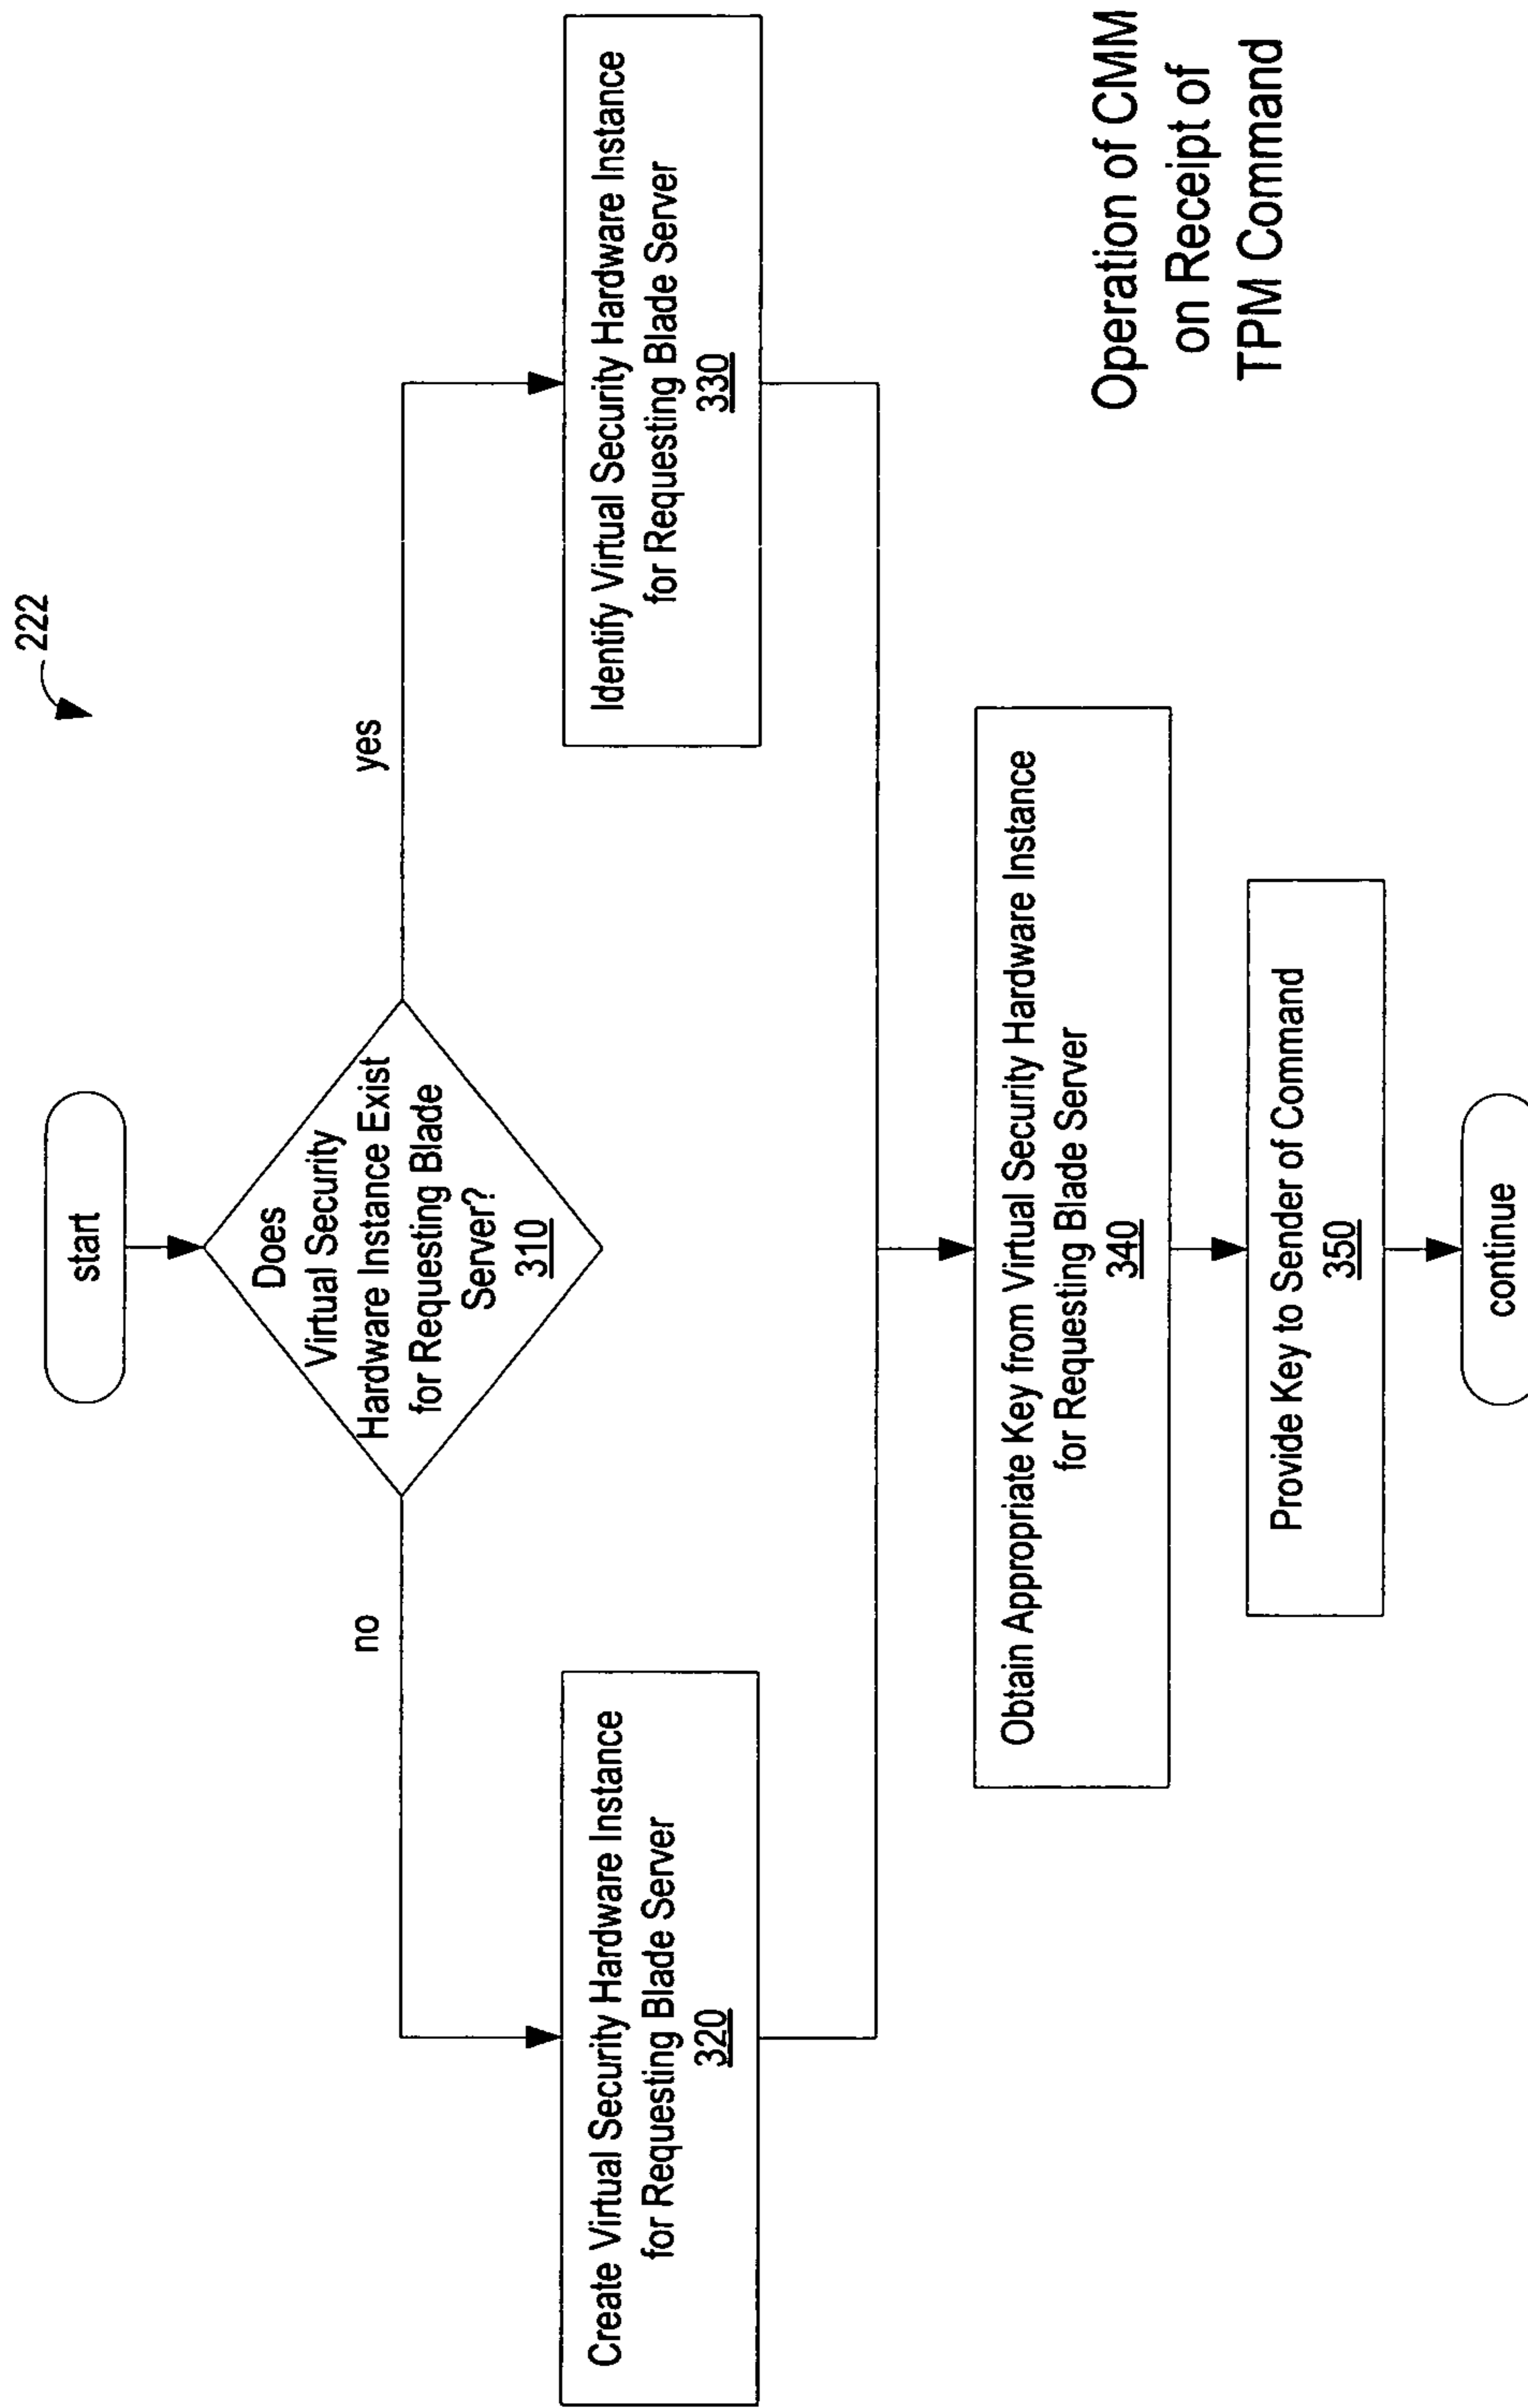 222
start
Does
Virtual Security
Hardware Instance Exist
for Requesting Blade
Server?
310
no
yes
Create Virtual Security Hardware Instance
for Requesting Blade Server
320
Identify Virtual Security Hardware Instance
for Requesting Blade Server
330
Obtain Appropriate Key from Virtual Security Hardware Instance
for Requesting Blade Server
340
Provide Key to Sender of Command
350
continue
Operation of CMM
on Receipt of
TPM Command